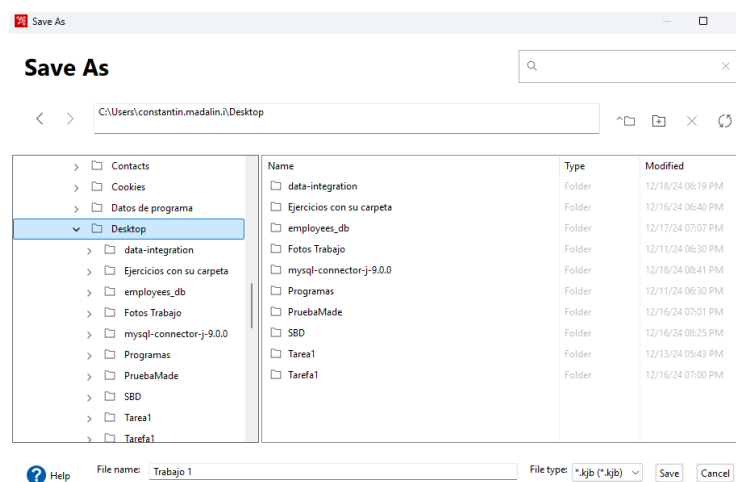 Save As
Save As
C:\Users\constantin.madalin.i\Desktop
Contacts
Cookies
Datos de programa
Desktop
data-integration
Ejercicios con su carpeta
employees_db
Fotos Trabajo
mysql-connector-j-9.0.0
Programas
PruebaMade
SBD
Tarea1
Tarefa1
Name Type Modified
data-integration Folder 12/18/24 06:19 PM
Ejercicios con su carpeta Folder 12/16/24 06:40 PM
employees_db Folder 12/17/24 07:07 PM
Fotos Trabajo Folder 12/11/24 06:30 PM
mysql-connector-j-9.0.0 Folder 12/18/24 08:41 PM
Programas Folder 12/11/24 06:30 PM
PruebaMade Folder 12/16/24 07:01 PM
SBD Folder 12/16/24 08:25 PM
Tarea1 Folder 12/13/24 05:43 PM
Tarefa1 Folder 12/16/24 07:00 PM
Help File name: Trabajo 1 File type: *.kjb (*.kjb) Save Cancel